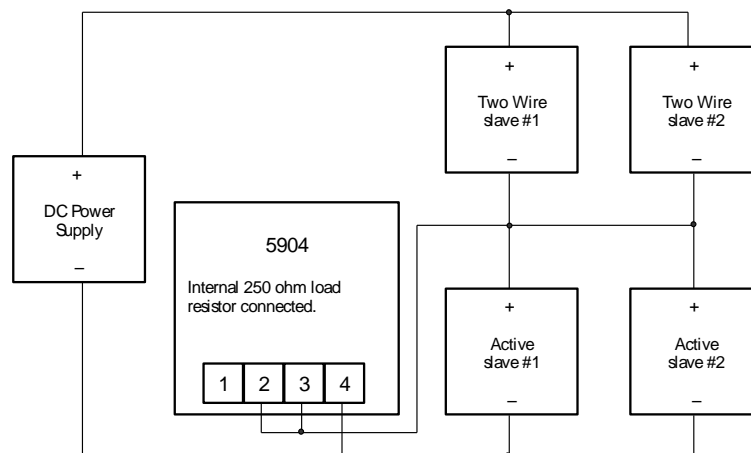 +
Two Wire
slave #1
–
+
Two Wire
slave #2
–
+
DC Power
Supply
–
5904
Internal 250 ohm load
resistor connected.
1 2 3 4
+
Active
slave #1
–
+
Active
slave #2
–